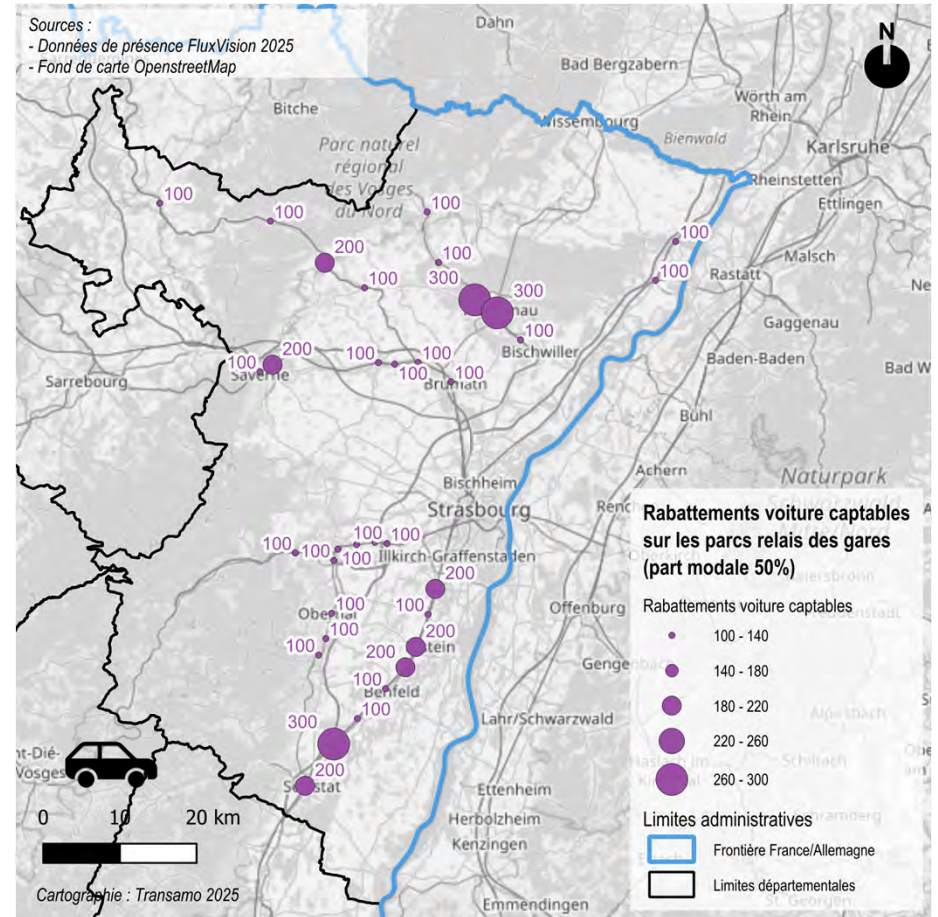 Sources :
- Données de présence FluxVision 2025
- Fond de carte OpenstreetMap
N
Dahn
Bad Bergzabern
Bitche
Wörth am
Rhein
Wissembourg
Bienwald
Karlsruhe
Parc naturel
régional
des Vosges
du Nord
Rheinstetten
Ettlingen
100
100
100
200
100
100
Malsch
300
300
100
100
Rastatt
Gaggenau
100
Bischwiller
Baden-Baden
Bad W
Sarrebourg
100
200
Saverne
100
100
100
100
Brumath
Bühl
Achern
Bischheim
Strasbourg
Naturpark
100
100
100
100
100
Illkirch-Graffenstaden
200
100
Obernai
100
100
100
200
200
100
Benfeld
100
300
200
Offenburg
Lahr/Schwarzwald
Ettenheim
Herbolzheim
Kenzingen
Emmendingen
Rabattements voiture captables
sur les parcs relais des gares
(part modale 50%)
Rabattements voiture captables
100 - 140
140 - 180
180 - 220
220 - 260
260 - 300
Limites administratives
Frontière France/Allemagne
Limites départementales
nt-Dié-
Vosges
0 10 20 km
Cartographie : Transamo 2025